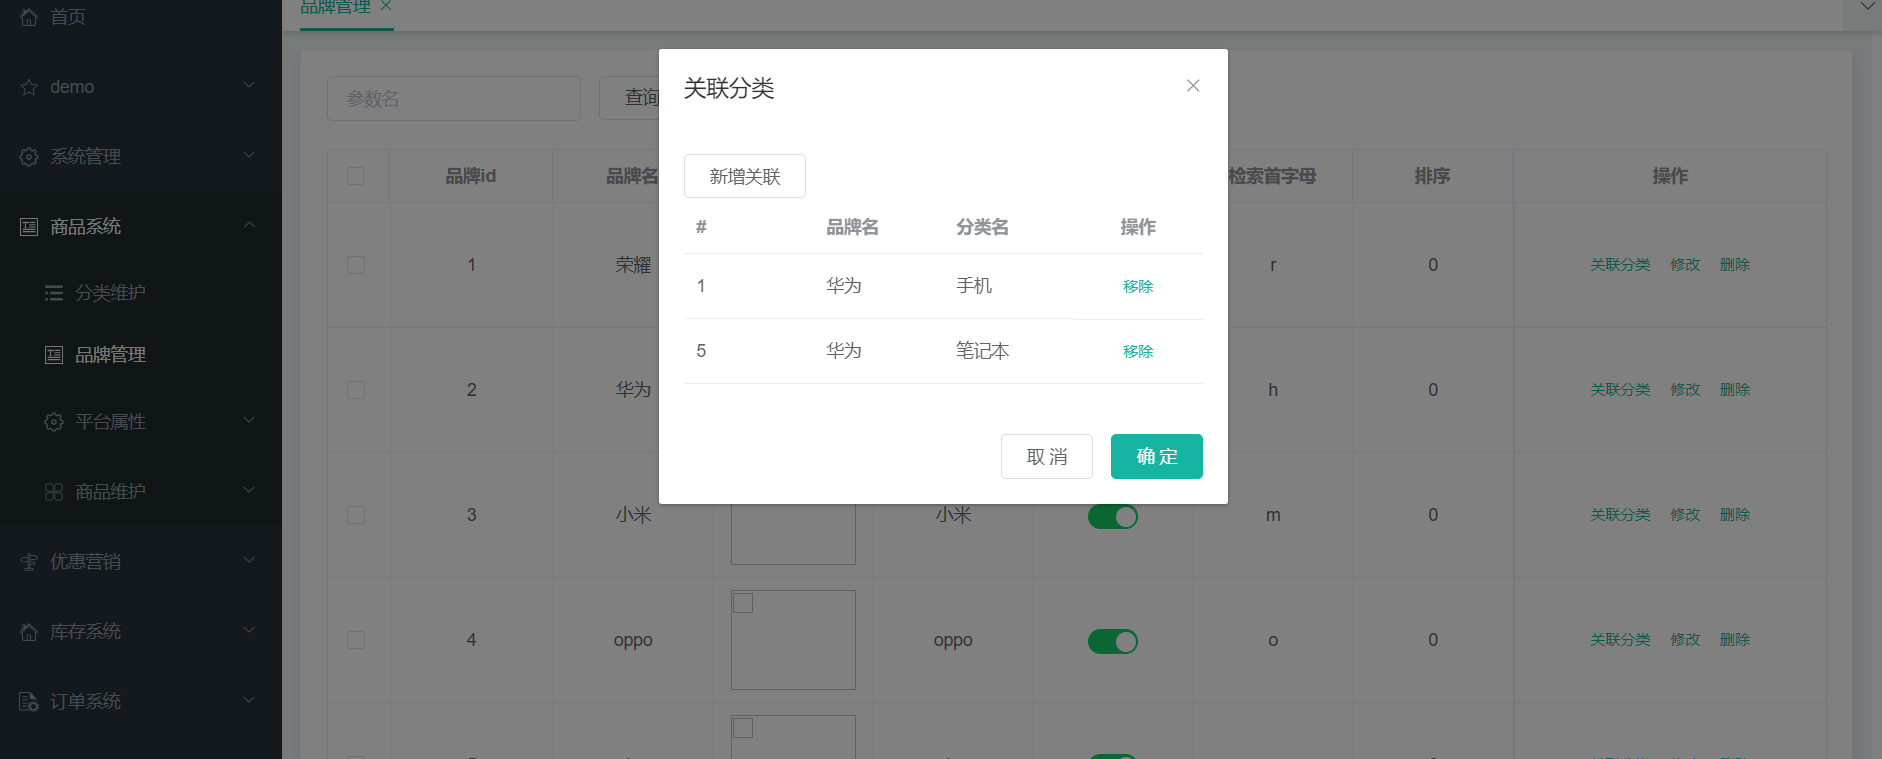 首页
demo
系统管理
商品系统
分类维护
品牌管理
平台属性
商品维护
优惠营销
库存系统
订单系统
品牌管理
参数名
查询
品牌id 品牌名 检索首字母 排序 操作
1 荣耀 r 0 关联分类 修改 删除
2 华为 h 0 关联分类 修改 删除
3 小米 小米 m 0 关联分类 修改 删除
4 oppo oppo o 0 关联分类 修改 删除
关联分类
新增关联
# 品牌名 分类名 操作
1 华为 手机 移除
5 华为 笔记本 移除
取消 确定